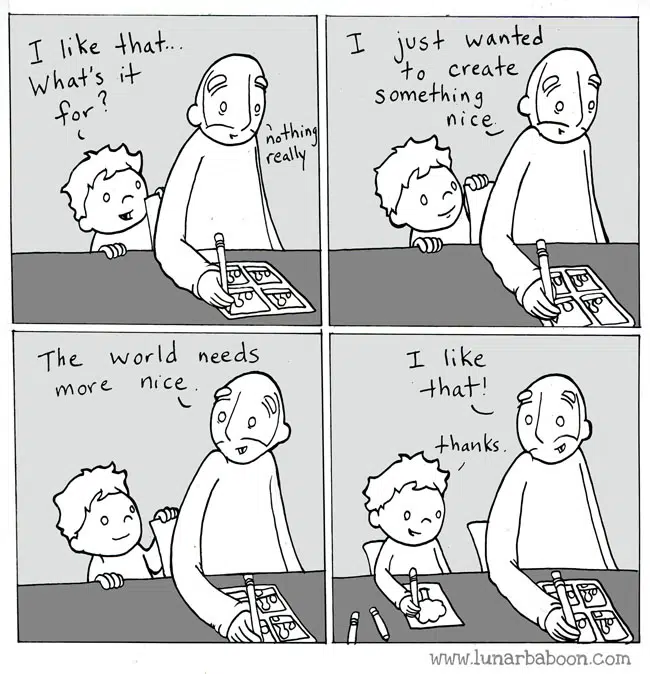 I like that...
What's it
for?
nothing
really
I just wanted
to create
something
nice.
The world needs
more nice.
I like
that!
thanks.
www.lunarbaboon.com